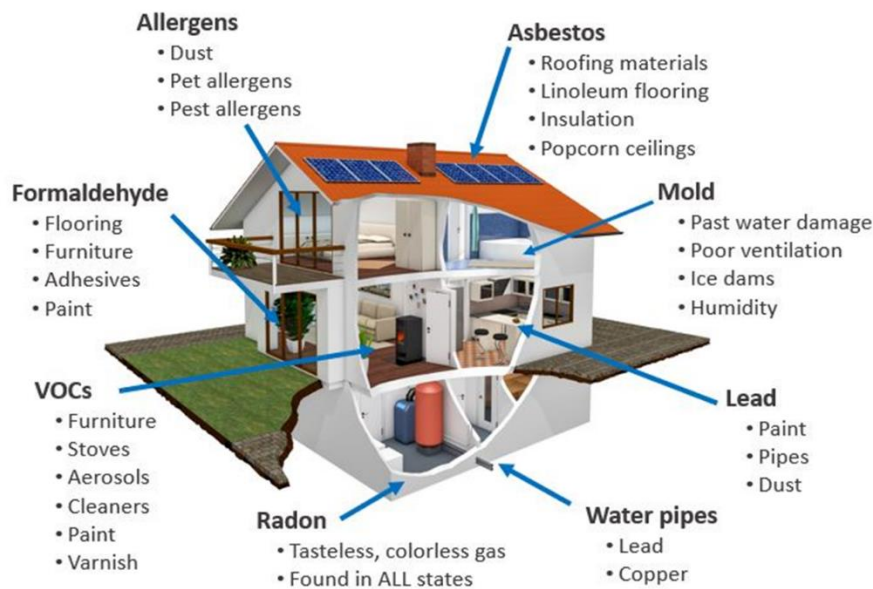 Allergens
• Dust
• Pet allergens
• Pest allergens
Asbestos
• Roofing materials
• Linoleum flooring
• Insulation
• Popcorn ceilings
Formaldehyde
• Flooring
• Furniture
• Adhesives
• Paint
Mold
• Past water damage
• Poor ventilation
• Ice dams
• Humidity
VOCs
• Furniture
• Stoves
• Aerosols
• Cleaners
• Paint
• Varnish
Lead
• Paint
• Pipes
• Dust
Radon
• Tasteless, colorless gas
• Found in ALL states
Water pipes
• Lead
• Copper